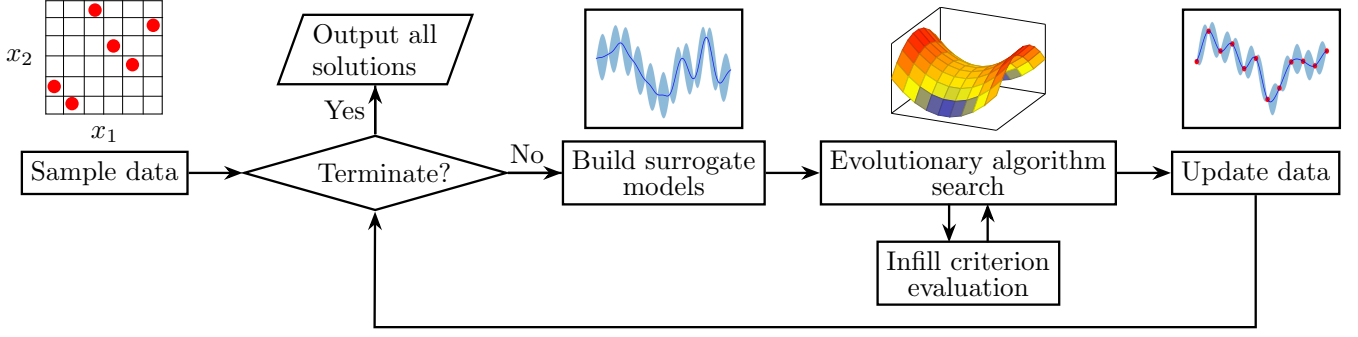 x₂
x₁
Sample data
Output all
solutions
Yes
Terminate?
No
Build surrogate
models
Evolutionary algorithm
search
Infill criterion
evaluation
Update data